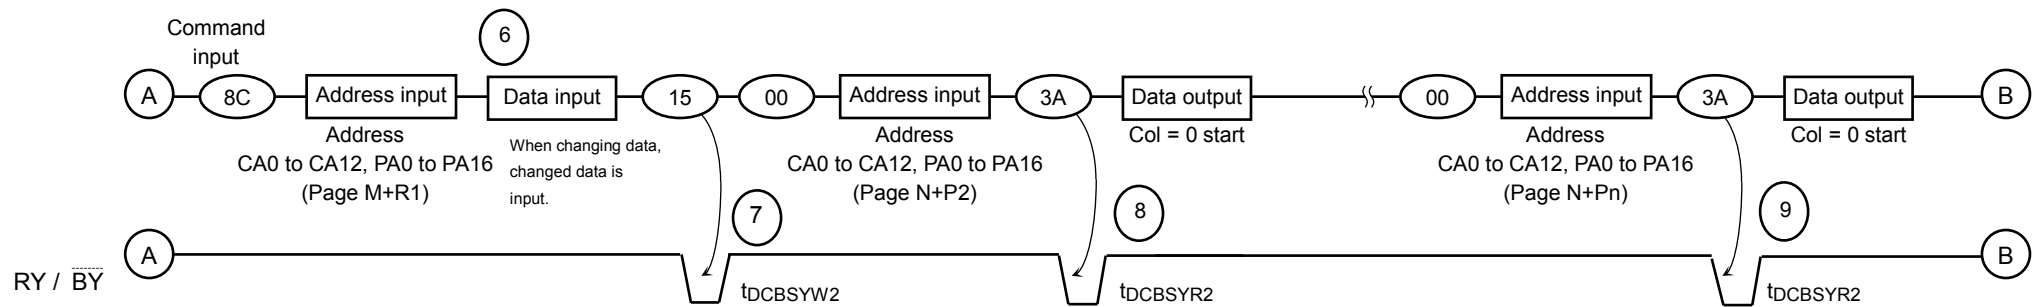 Command
input
6
A
8C
Address input
Data input
15
00
Address input
3A
Data output
00
Address input
3A
Data output
B
Address
CA0 to CA12, PA0 to PA16
(Page M+R1)
When changing data,
changed data is
input.
Address
CA0 to CA12, PA0 to PA16
(Page N+P2)
Col = 0 start
Address
CA0 to CA12, PA0 to PA16
(Page N+Pn)
Col = 0 start
7
8
9
A
B
RY / BY
tDCBSYW2
tDCBSYR2
tDCBSYR2